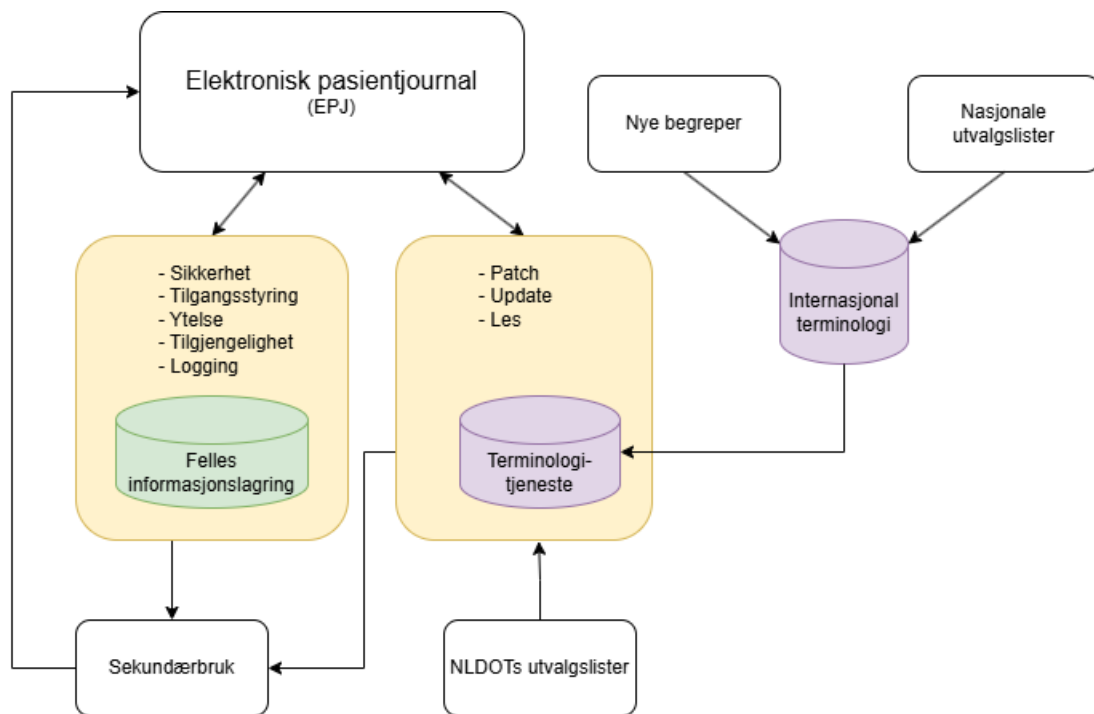 Elektronisk pasientjournal
(EPJ)
Nye begreper
Nasjonale
utvalgslister
- Sikkerhet
- Tilgangsstyring
- Ytelse
- Tilgjengelighet
- Logging
- Patch
- Update
- Les
Internasjonal
terminologi
Felles
informasjonslagring
Terminologi-
tjeneste
Sekundærbruk
NLDOTs utvalgslister